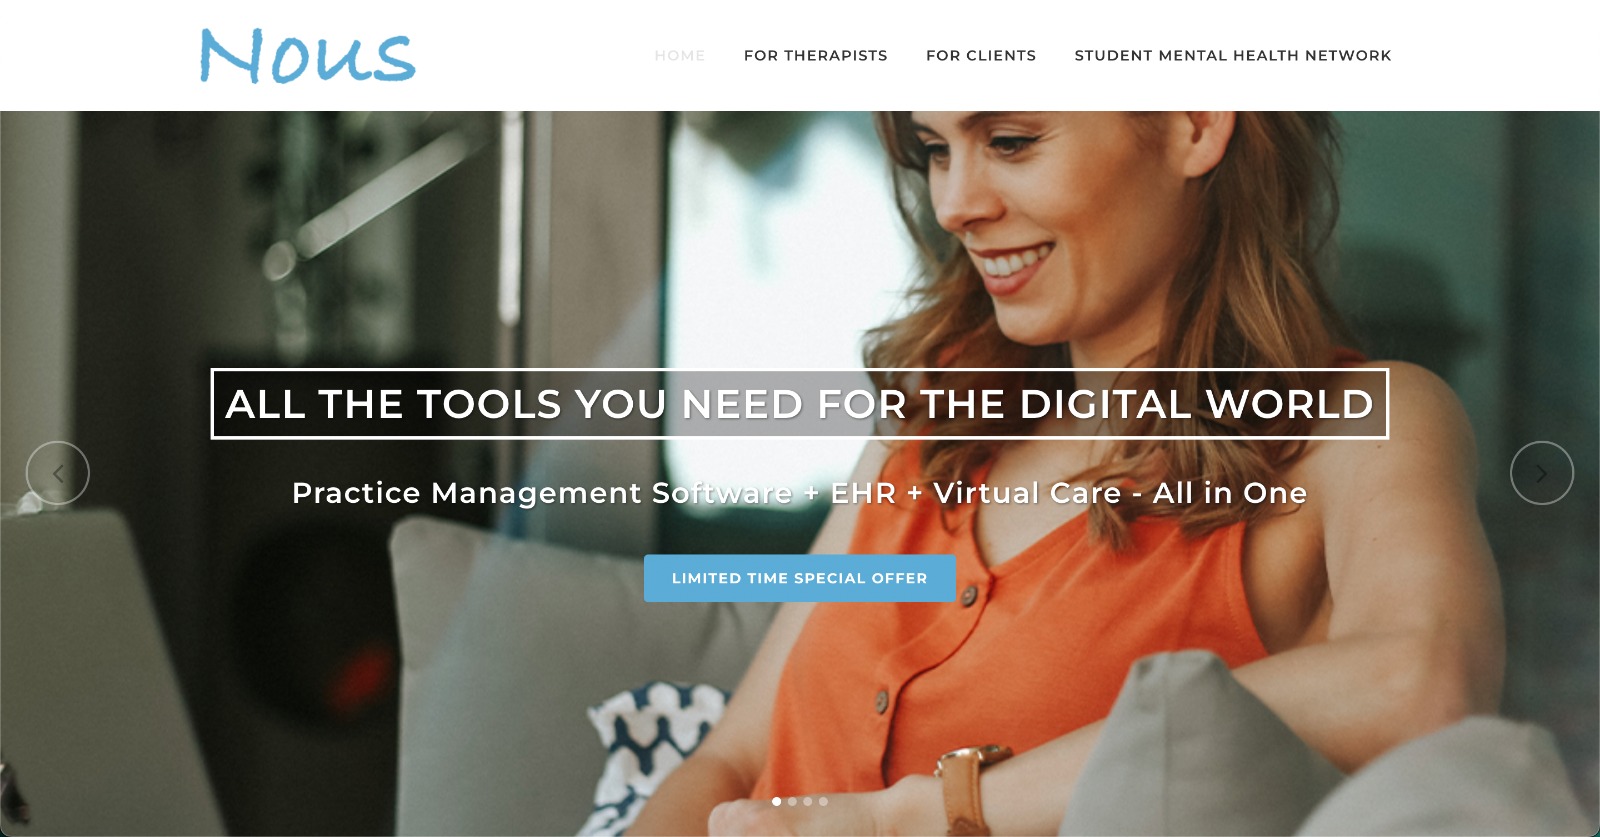 Nous
HOME FOR THERAPISTS FOR CLIENTS STUDENT MENTAL HEALTH NETWORK
ALL THE TOOLS YOU NEED FOR THE DIGITAL WORLD
Practice Management Software + EHR + Virtual Care - All in One
LIMITED TIME SPECIAL OFFER